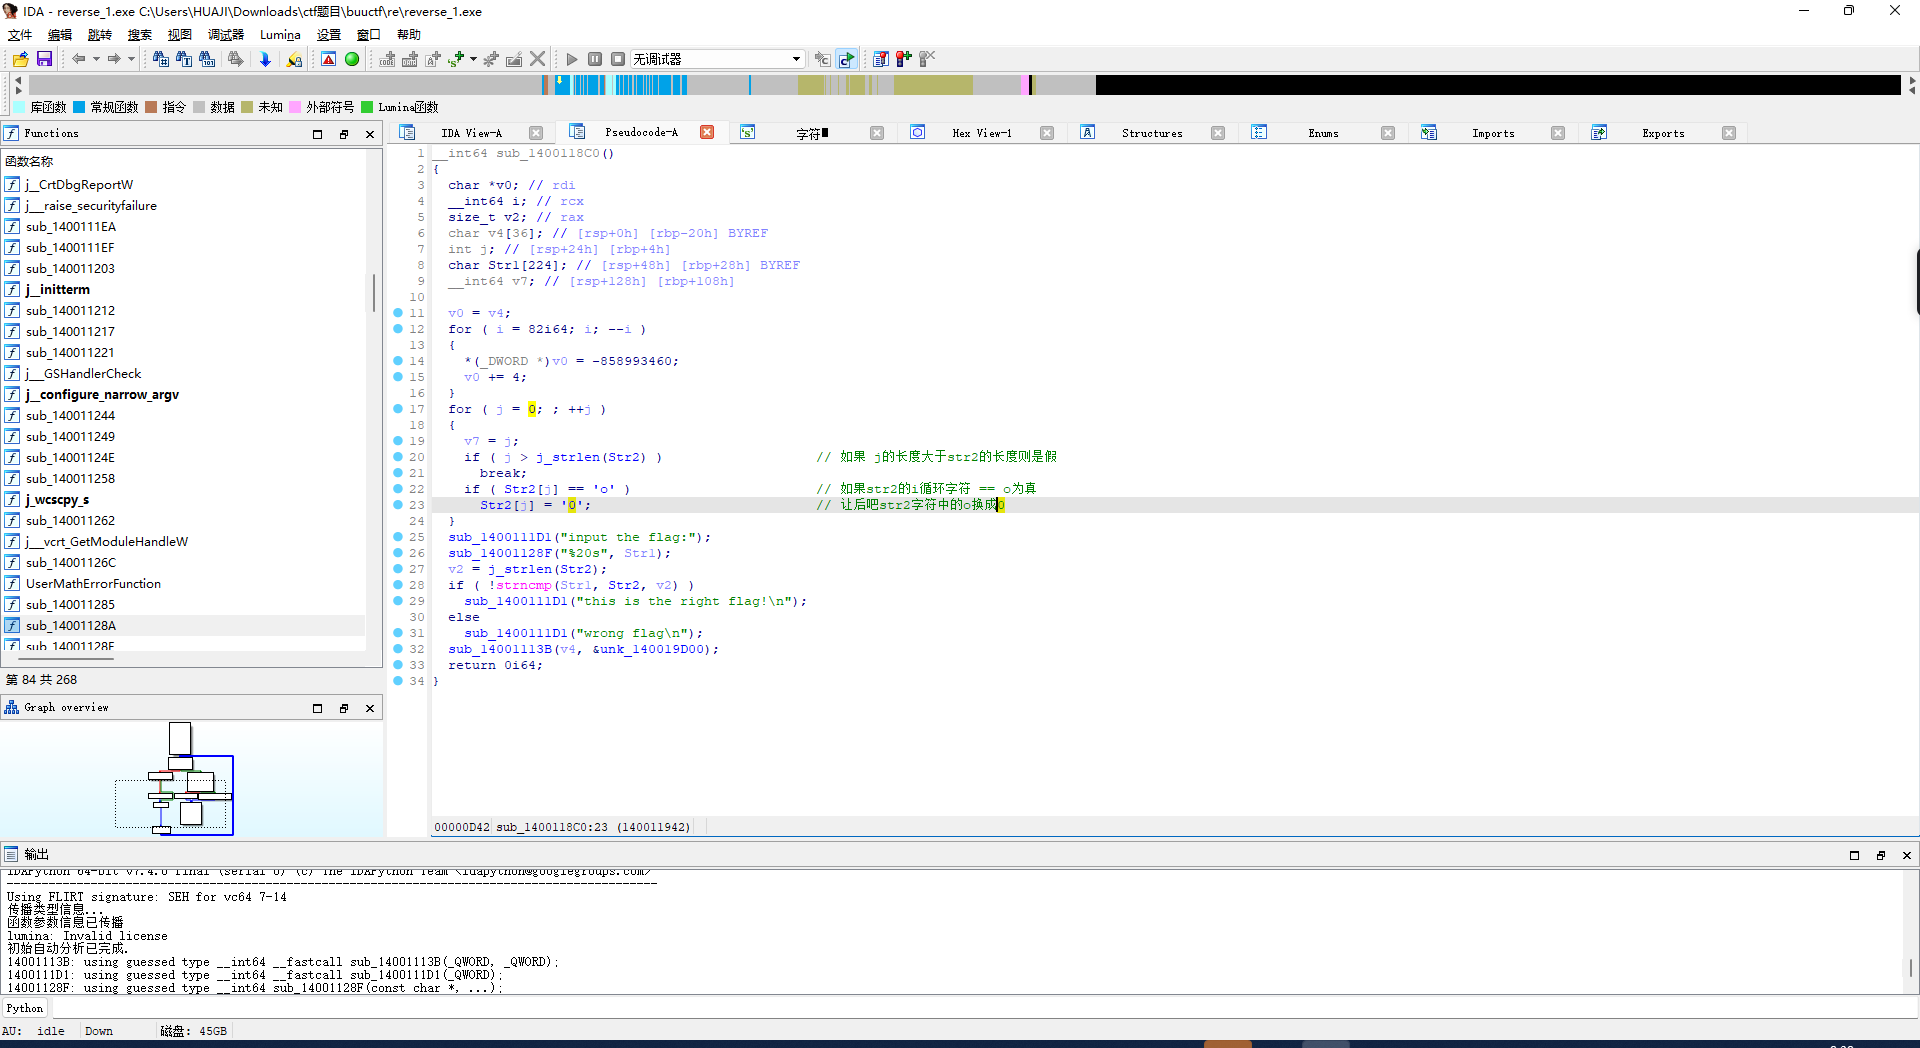 IDA - reverse_1.exe C:\Users\HUAJI\Downloads\ctf题目\buuctf\re\reverse_1.exe
文件 编辑 跳转 搜索 视图 调试器 Lumina 设置 窗口 帮助
无调试器
库函数 常规函数 指令 数据 未知 外部符号 Lumina函数
Functions
函数名称
j__CrtDbgReportW
j___raise_securityfailure
sub_1400111EA
sub_1400111EF
sub_140011203
j__initterm
sub_140011212
sub_140011217
sub_140011221
j___GSHandlerCheck
j__configure_narrow_argv
sub_140011244
sub_140011249
sub_14001124E
sub_140011258
j_wcscpy_s
sub_140011262
j___vcrt_GetModuleHandleW
sub_14001126C
UserMathErrorFunction
sub_140011285
sub_14001128A
sub_14001128F
第 84 共 268
Graph overview
IDA View-A Pseudocode-A 字符 Hex View-1 Structures Enums Imports Exports
1 __int64 sub_1400118C0()
2 {
3 char *v0; // rdi
4 __int64 i; // rcx
5 size_t v2; // rax
6 char v4[36]; // [rsp+0h] [rbp-20h] BYREF
7 int j; // [rsp+24h] [rbp+4h]
8 char Str1[224]; // [rsp+48h] [rbp+28h] BYREF
9 __int64 v7; // [rsp+128h] [rbp+108h]
10
11 v0 = v4;
12 for ( i = 82i64; i; --i )
13 {
14 *(_DWORD *)v0 = -858993460;
15 v0 += 4;
16 }
17 for ( j = 0; ; ++j )
18 {
19 v7 = j;
20 if ( j > j_strlen(Str2) ) // 如果 j的长度大于str2的长度则是假
21 break;
22 if ( Str2[j] == 'o' ) // 如果str2的i循环字符 == o为真
23 Str2[j] = '0'; // 让后吧str2字符中的o换成0
24 }
25 sub_1400111D1("input the flag:");
26 sub_14001128F("%20s", Str1);
27 v2 = j_strlen(Str2);
28 if ( !strncmp(Str1, Str2, v2) )
29 sub_1400111D1("this is the right flag!\n");
30 else
31 sub_1400111D1("wrong flag\n");
32 sub_14001113B(v4, &unk_140019D00);
33 return 0i64;
34 }
00000D42 sub_1400118C0:23 (140011942)
输出
IDAPython 64-bit v7.4.0 final (serial 0) (c) The IDAPython Team <idapython@googlegroups.com>
Using FLIRT signature: SEH for vc64 7-14
传播类型信息...
函数参数信息已传播
lumina: Invalid license
初始自动分析已完成.
14001113B: using guessed type __int64 __fastcall sub_14001113B(_QWORD, _QWORD);
1400111D1: using guessed type __int64 __fastcall sub_1400111D1(_QWORD);
14001128F: using guessed type __int64 sub_14001128F(const char *, ...);
Python
AU: idle Down 磁盘: 45GB